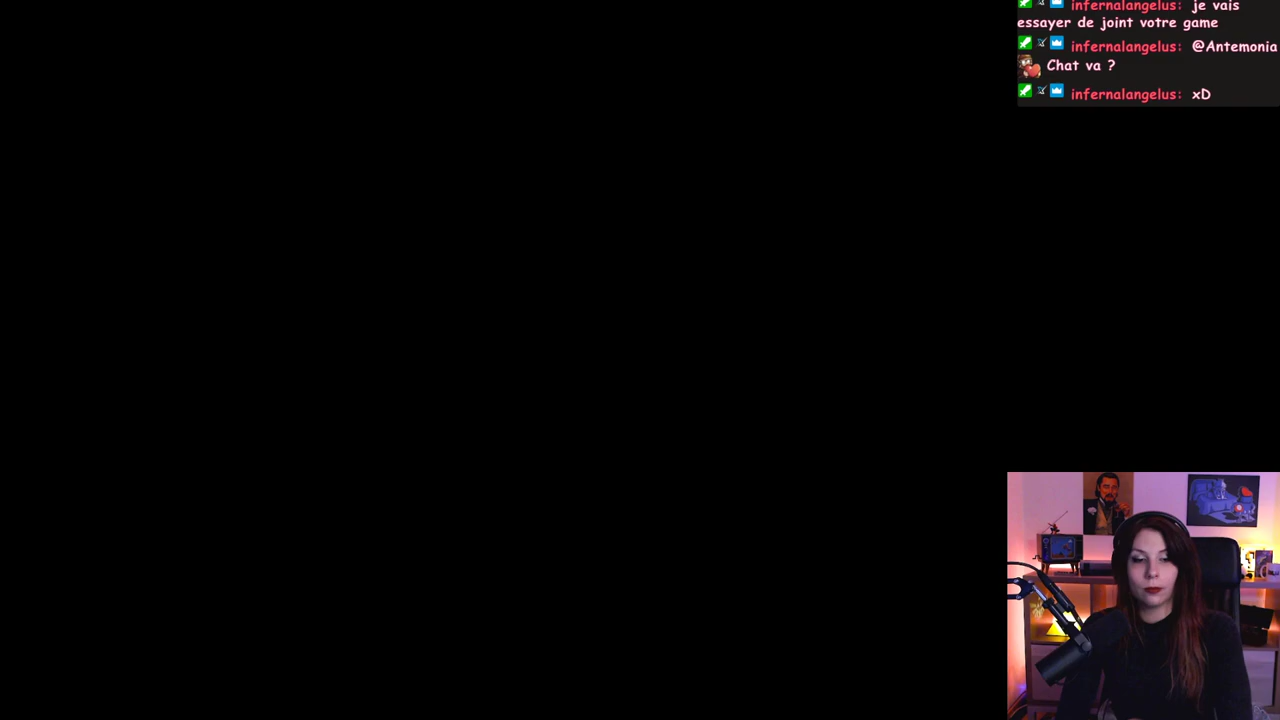 infernalangelus: je vais
essayer de joint votre game
infernalangelus: @Antemonia
Chat va ?
infernalangelus: xD